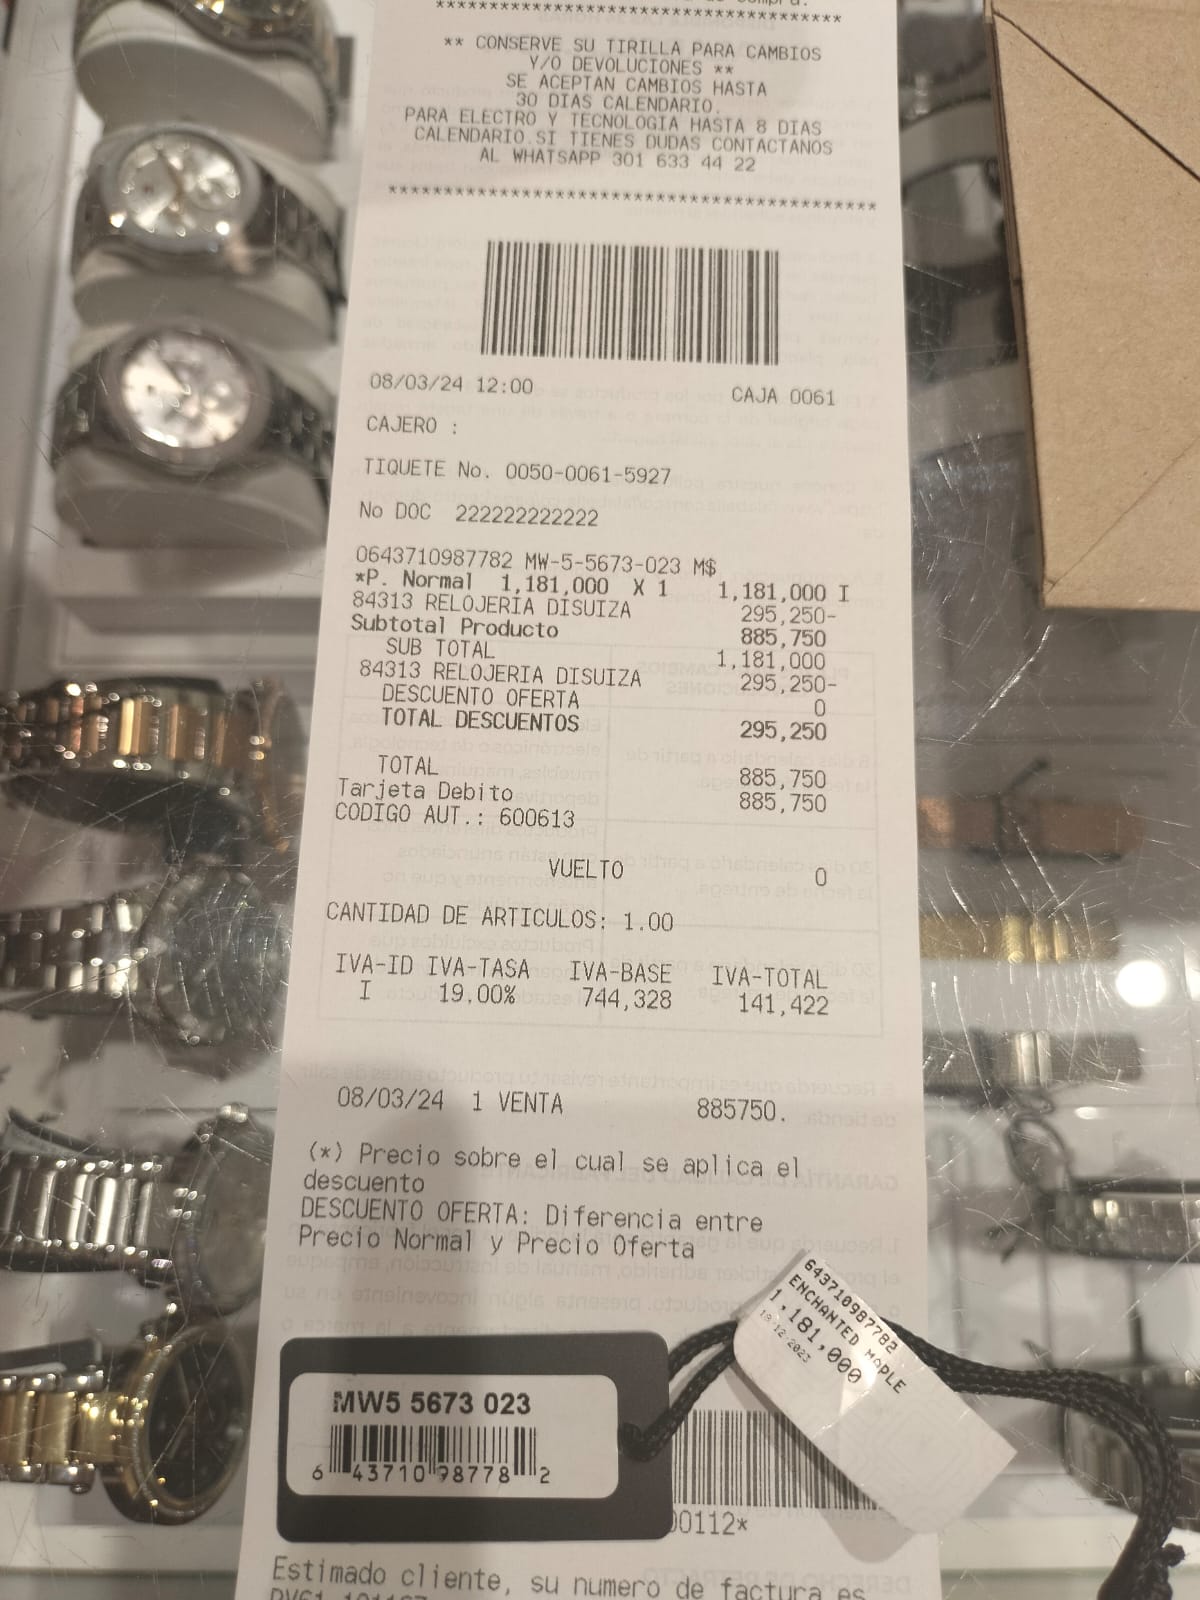 ******************************************
** CONSERVE SU TIRILLA PARA CAMBIOS
Y/O DEVOLUCIONES **
SE ACEPTAN CAMBIOS HASTA
30 DIAS CALENDARIO.
PARA ELECTRO Y TECNOLOGIA HASTA 8 DIAS
CALENDARIO.SI TIENES DUDAS CONTACTANOS
AL WHATSAPP 301 633 44 22
******************************************
08/03/24 12:00 CAJA 0061
CAJERO :
TIQUETE No. 0050-0061-5927
No DOC 222222222222
0643710987782 MW-5-5673-023 M$
*P. Normal 1,181,000 X 1 1,181,000 I
84313 RELOJERIA DISUIZA 295,250-
Subtotal Producto 885,750
SUB TOTAL 1,181,000
84313 RELOJERIA DISUIZA 295,250-
DESCUENTO OFERTA 0
TOTAL DESCUENTOS 295,250
TOTAL 885,750
Tarjeta Debito 885,750
CODIGO AUT.: 600613
VUELTO 0
CANTIDAD DE ARTICULOS: 1.00
IVA-ID IVA-TASA IVA-BASE IVA-TOTAL
I 19.00% 744,328 141,422
08/03/24 1 VENTA 885750.
(*) Precio sobre el cual se aplica el
descuento
DESCUENTO OFERTA: Diferencia entre
Precio Normal y Precio Oferta
643710987782
ENCHANTED MAPLE
1,181,000
18-12-2023
MW5 5673 023
6 43710 98778 2
00112*
Estimado cliente, su numero de factura es